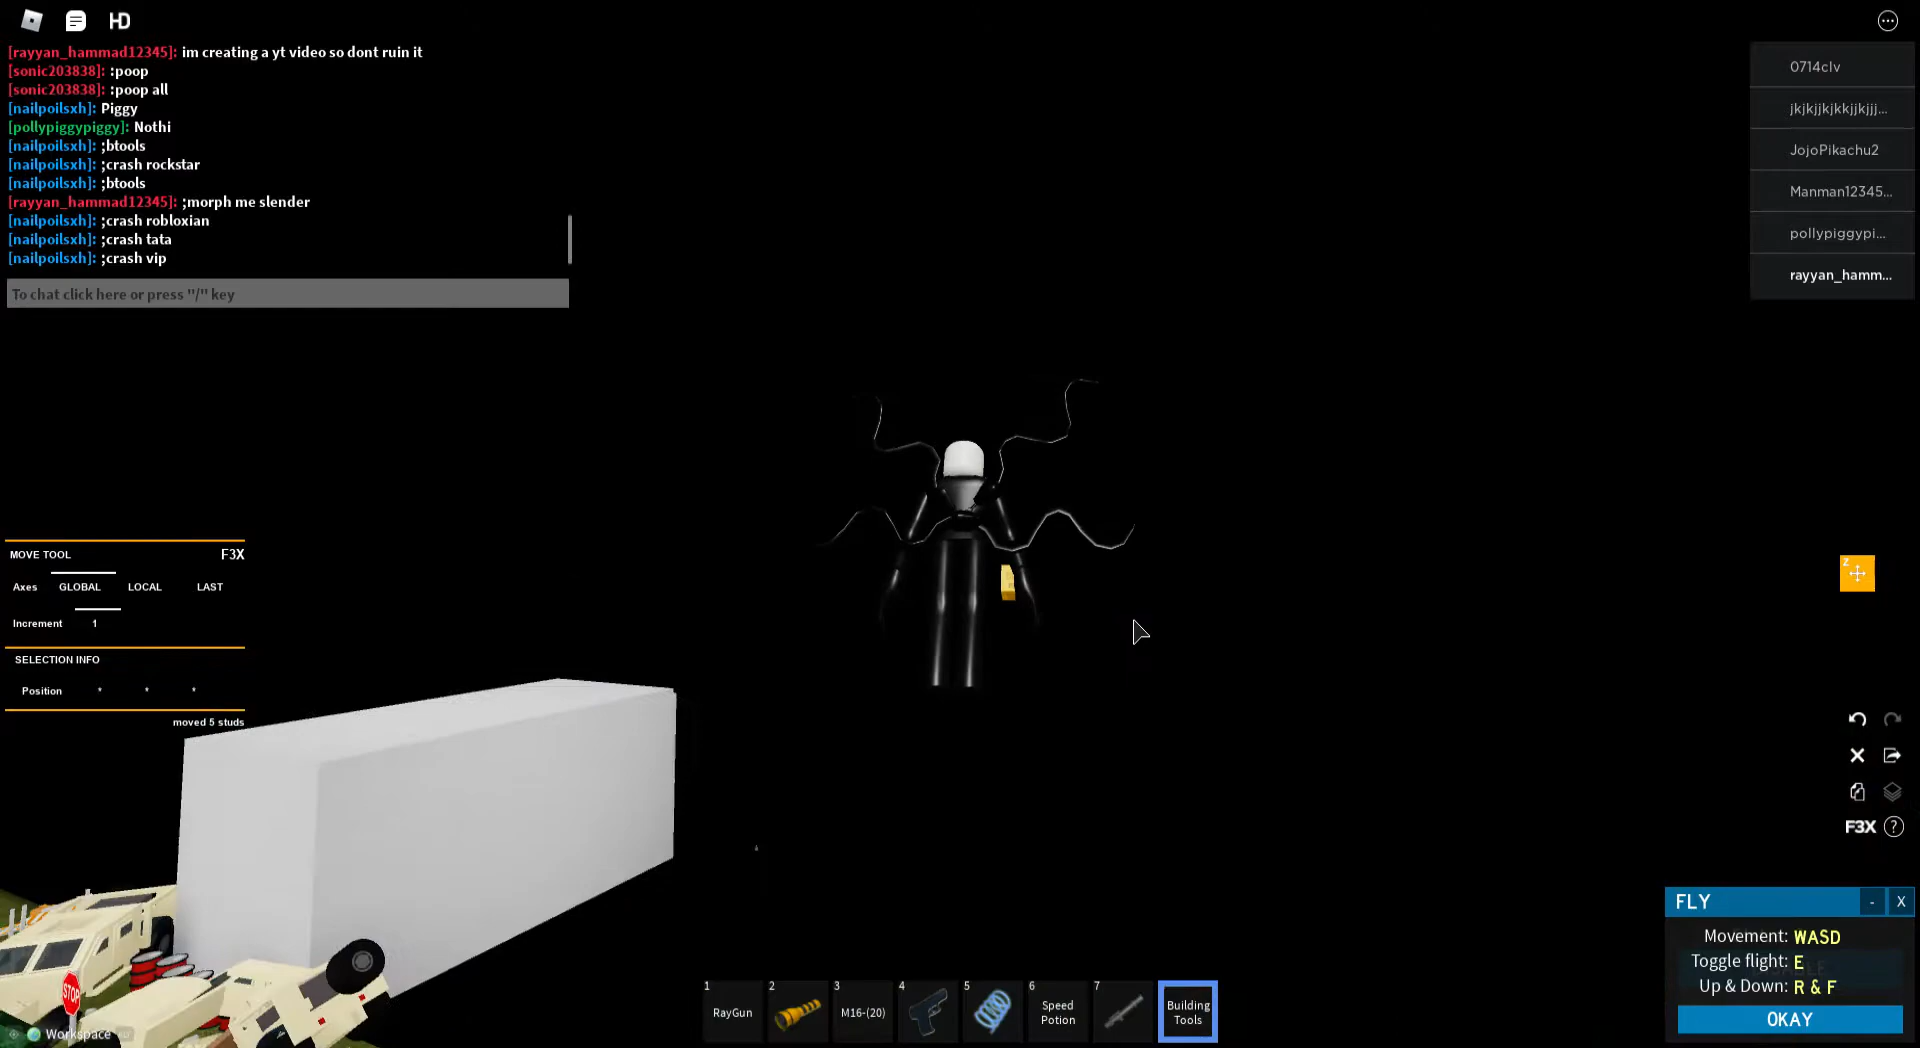 HD
[rayyan_hammad12345]: im creating a yt video so dont ruin it
[sonic203838]: :poop
[sonic203838]: :poop all
[nailpoilsxh]: Piggy
[pollypiggypiggy]: Nothi
[nailpoilsxh]: ;btools
[nailpoilsxh]: ;crash rockstar
[nailpoilsxh]: ;btools
[rayyan_hammad12345]: ;morph me slender
[nailpoilsxh]: ;crash robloxian
[nailpoilsxh]: ;crash tata
[nailpoilsxh]: ;crash vip
To chat click here or press "/" key
0714clv
jkjkjjkjkkjjkjjj...
JojoPikachu2
Manman12345...
pollypiggypi...
rayyan_hamm...
MOVE TOOL F3X
Axes GLOBAL LOCAL LAST
Increment 1
SELECTION INFO
Position * * *
moved 5 studs
Z
F3X ?
STOP
Workspace
1 RayGun
2
3 M16-(20)
4
5
6 Speed Potion
7
Building Tools
FLY - X
Movement: WASD
Toggle flight: E
Up & Down: R & F
OKAY